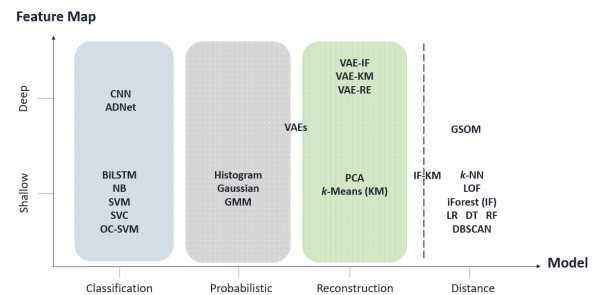 Feature Map
Deep
Shallow
CNN
ADNet
BiLSTM
NB
SVM
SVC
OC-SVM
Histogram
Gaussian
GMM
VAEs
VAE-IF
VAE-KM
VAE-RE
PCA
k-Means (KM)
IF-KM
GSOM
k-NN
LOF
iForest (IF)
LR DT RF
DBSCAN
Model
Classification
Probabilistic
Reconstruction
Distance